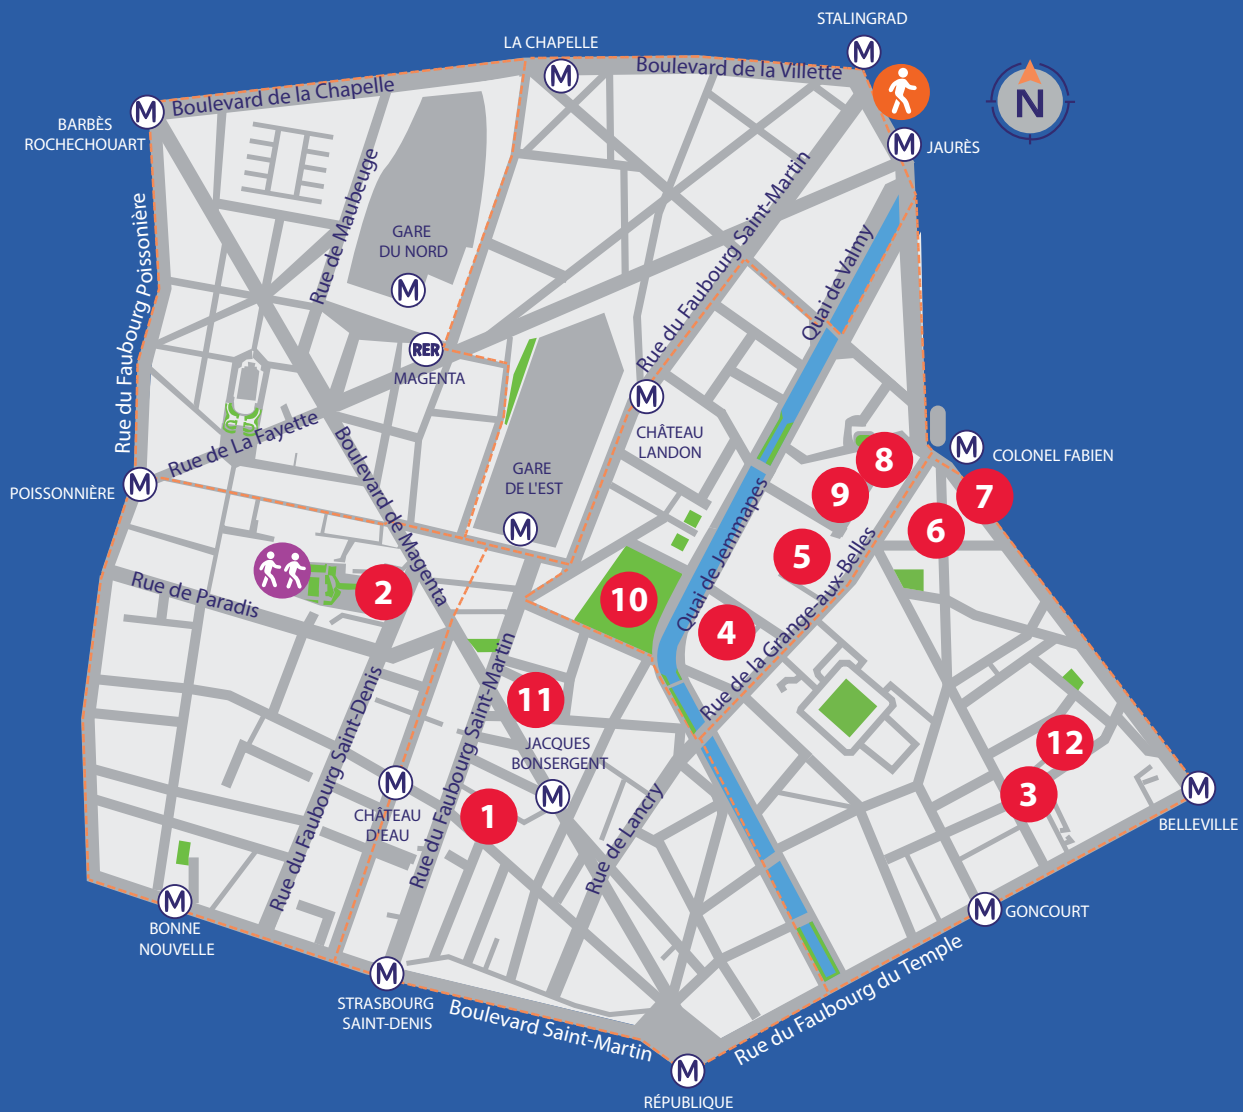 STALINGRAD
M
LA CHAPELLE
M
Boulevard de la Villette
Boulevard de la Chapelle
N
M
BARBÈS
ROCHECHOUART
M
JAURÈS
Rue de Maubeuge
Rue du Faubourg Saint-Martin
Rue du Faubourg Poissonière
GARE
DU NORD
M
Quai de Valmy
RER
MAGENTA
M
CHÂTEAU
LANDON
Rue de La Fayette
Boulevard de Magenta
M
COLONEL FABIEN
8
GARE
DE L'EST
M
POISSONNIÈRE
M
9
7
6
Quai de Jemmapes
5
Rue de la Grange-aux-Belles
Rue de Paradis
2
10
4
11
JACQUES
BONSERGENT
M
Rue du Faubourg Saint-Denis
Rue du Faubourg Saint-Martin
12
3
M
CHÂTEAU
D'EAU
1
Rue de Lancry
M
BELLEVILLE
M
BONNE
NOUVELLE
M
GONCOURT
M
STRASBOURG
SAINT-DENIS
Boulevard Saint-Martin
Rue du Faubourg du Temple
M
RÉPUBLIQUE